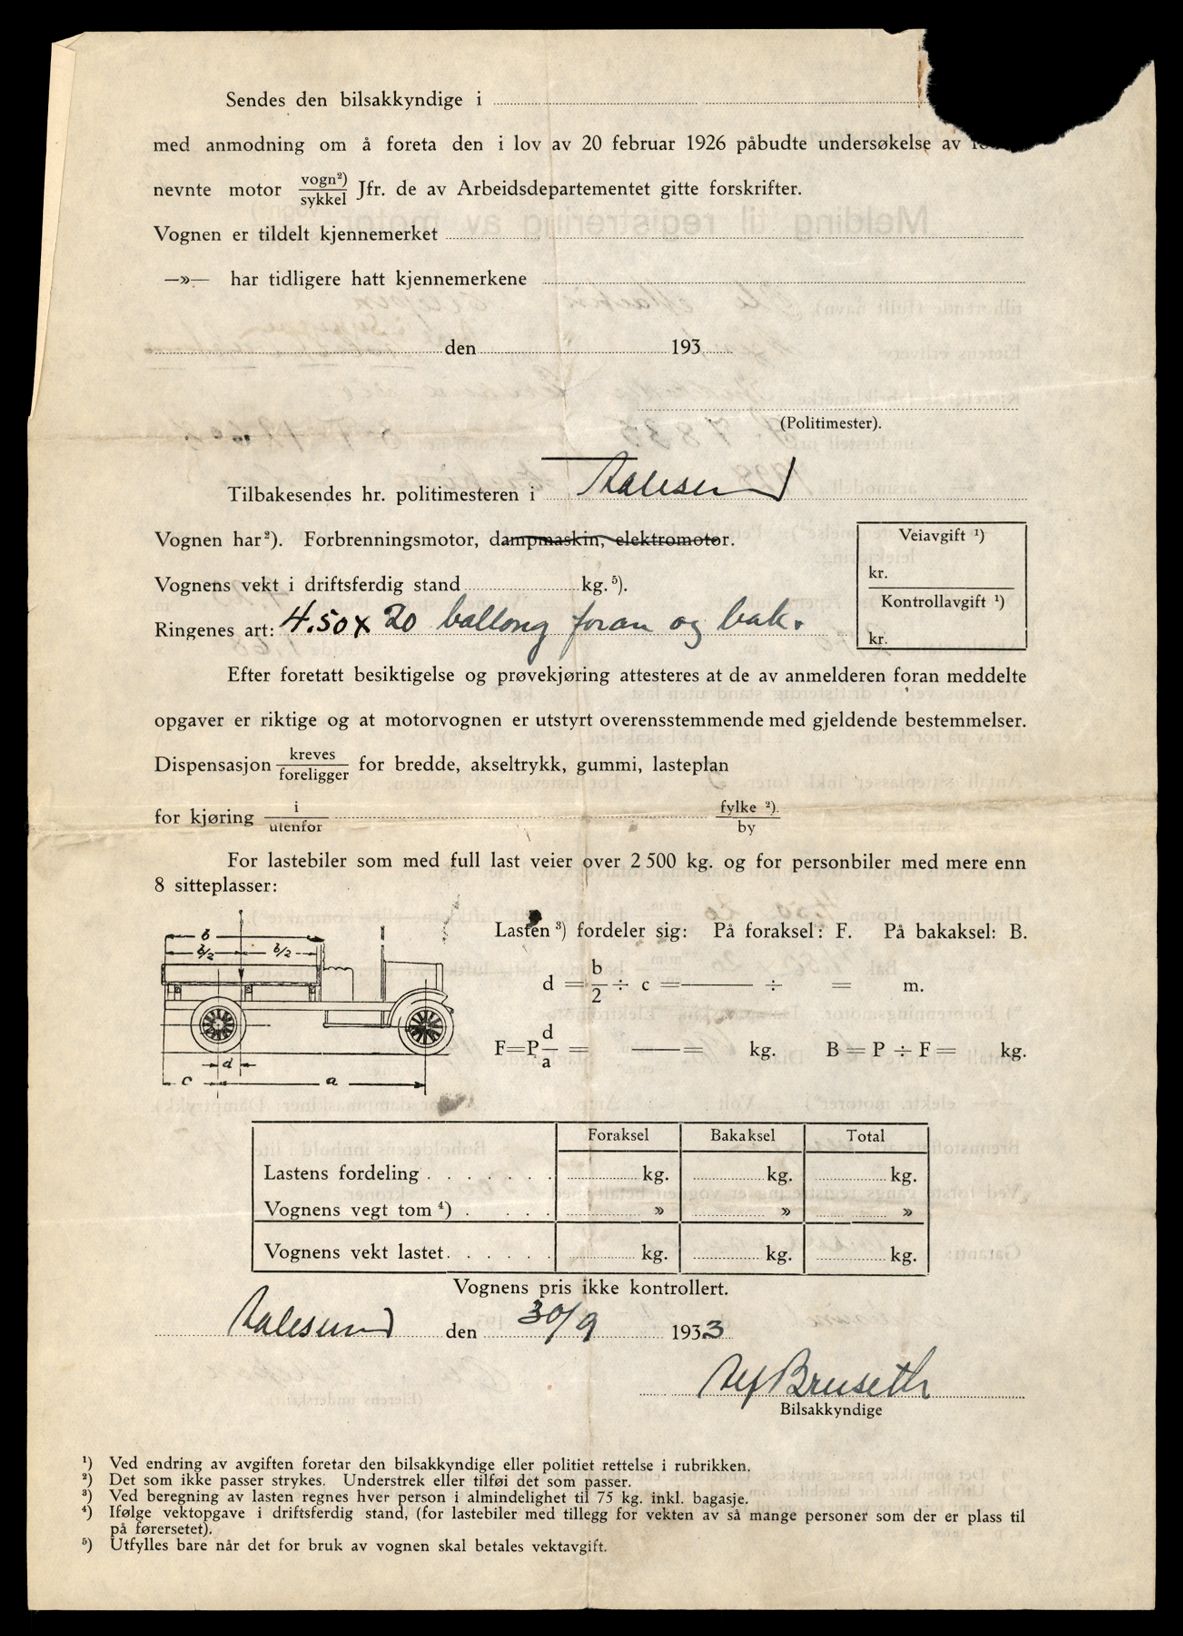 Sendes den bilsakkyndige i
med anmodning om å foreta den i lov av 20 februar 1926 påbudte undersøkelse av
nevnte motor vogn²)/sykkel Jfr. de av Arbeidsdepartementet gitte forskrifter.
Vognen er tildelt kjennemerket
—»— har tidligere hatt kjennemerkene
den 193
(Politimester).
Tilbakesendes hr. politimesteren i Aalesund
Vognen har²). Forbrenningsmotor, dampmaskin, elektromotor.
Veiavgift ¹)
kr.
Vognens vekt i driftsferdig stand kg.⁵).
Kontrollavgift ¹)
kr.
Ringenes art: 4.50 x 20 ballong foran og bak.
Efter foretatt besiktigelse og prøvekjøring attesteres at de av anmelderen foran meddelte
opgaver er riktige og at motorvognen er utstyrt overensstemmende med gjeldende bestemmelser.
Dispensasjon kreves/foreligger for bredde, akseltrykk, gummi, lasteplan
for kjøring i/utenfor fylke ²)./by
For lastebiler som med full last veier over 2 500 kg. og for personbiler med mere enn
8 sitteplasser:
b
b/2 b/2
d
c a
Lasten ³) fordeler sig: På foraksel: F. På bakaksel: B.
d = b/2 ÷ c = ——— ÷ = m.
F=P d/a = ——— = kg. B = P ÷ F = kg.
Foraksel Bakaksel Total
Lastens fordeling . . . . . . . kg. kg. kg.
Vognens vegt tom ⁴) . . . . . » » »
Vognens vekt lastet. . . . . . kg. kg. kg.
Vognens pris ikke kontrollert.
Aalesund den 30/9 1933
Alf Bruseth
Bilsakkyndige
¹) Ved endring av avgiften foretar den bilsakkyndige eller politiet rettelse i rubrikken.
²) Det som ikke passer strykes. Understrek eller tilføi det som passer.
³) Ved beregning av lasten regnes hver person i almindelighet til 75 kg. inkl. bagasje.
⁴) Ifølge vektopgave i driftsferdig stand, (for lastebiler med tillegg for vekten av så mange personer som der er plass til
på førersetet).
⁵) Utfylles bare når det for bruk av vognen skal betales vektavgift.